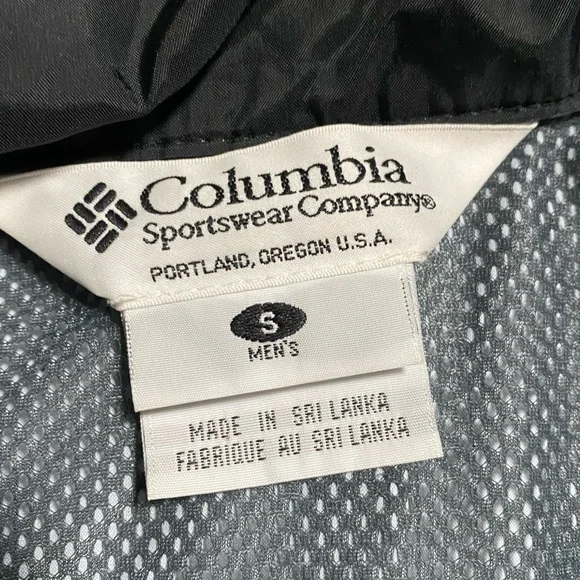 Columbia
Sportswear Company®
PORTLAND, OREGON U.S.A.
S
MEN'S
MADE IN SRI LANKA
FABRIQUE AU SRI LANKA